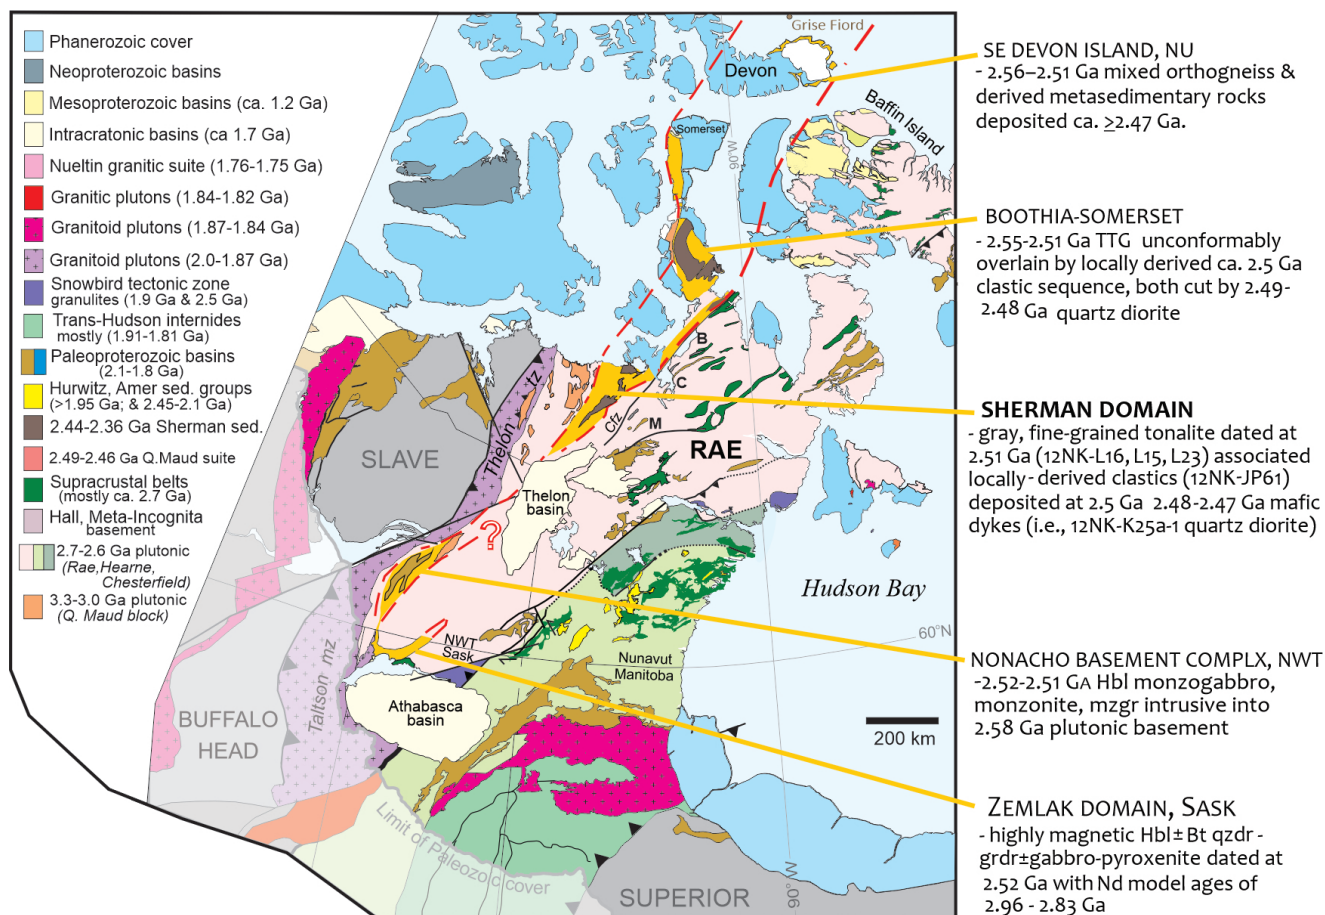 Phanerozoic cover
Neoproterozoic basins
Mesoproterozoic basins (ca. 1.2 Ga)
Intracratonic basins (ca 1.7 Ga)
Nueltin granitic suite (1.76-1.75 Ga)
Granitic plutons (1.84-1.82 Ga)
Granitoid plutons (1.87-1.84 Ga)
Granitoid plutons (2.0-1.87 Ga)
Snowbird tectonic zone
granulites (1.9 Ga & 2.5 Ga)
Trans-Hudson internides
mostly (1.91-1.81 Ga)
Paleoproterozoic basins
(2.1-1.8 Ga)
Hurwitz, Amer sed. groups
(>1.95 Ga; & 2.45-2.1 Ga)
2.44-2.36 Ga Sherman sed.
2.49-2.46 Ga Q.Maud suite
Supracrustal belts
(mostly ca. 2.7 Ga)
Hall, Meta-Incognita
basement
2.7-2.6 Ga plutonic
(Rae,Hearne,
Chesterfield)
3.3-3.0 Ga plutonic
(Q. Maud block)
Grise Fiord
Devon
Somerset
Baffin Island
90°W
B
C
Cfz
M
RAE
SLAVE
Thelon tz
Thelon
basin
?
Hudson Bay
60°N
NWT
Sask
Nunavut
Manitoba
Taltson mz
BUFFALO
HEAD
Athabasca
basin
200 km
Limit of Paleozoic cover
SUPERIOR
90°W
SE DEVON ISLAND, NU
- 2.56–2.51 Ga mixed orthogneiss &
derived metasedimentary rocks
deposited ca. ≥2.47 Ga.
BOOTHIA-SOMERSET
- 2.55-2.51 Ga TTG unconformably
overlain by locally derived ca. 2.5 Ga
clastic sequence, both cut by 2.49-
2.48 Ga quartz diorite
SHERMAN DOMAIN
- gray, fine-grained tonalite dated at
2.51 Ga (12NK-L16, L15, L23) associated
locally-derived clastics (12NK-JP61)
deposited at 2.5 Ga 2.48-2.47 Ga mafic
dykes (i.e., 12NK-K25a-1 quartz diorite)
NONACHO BASEMENT COMPLX, NWT
-2.52-2.51 GA Hbl monzogabbro,
monzonite, mzgr intrusive into
2.58 Ga plutonic basement
ZEMLAK DOMAIN, SASK
- highly magnetic Hbl± Bt qzdr -
grdr±gabbro-pyroxenite dated at
2.52 Ga with Nd model ages of
2.96 - 2.83 Ga